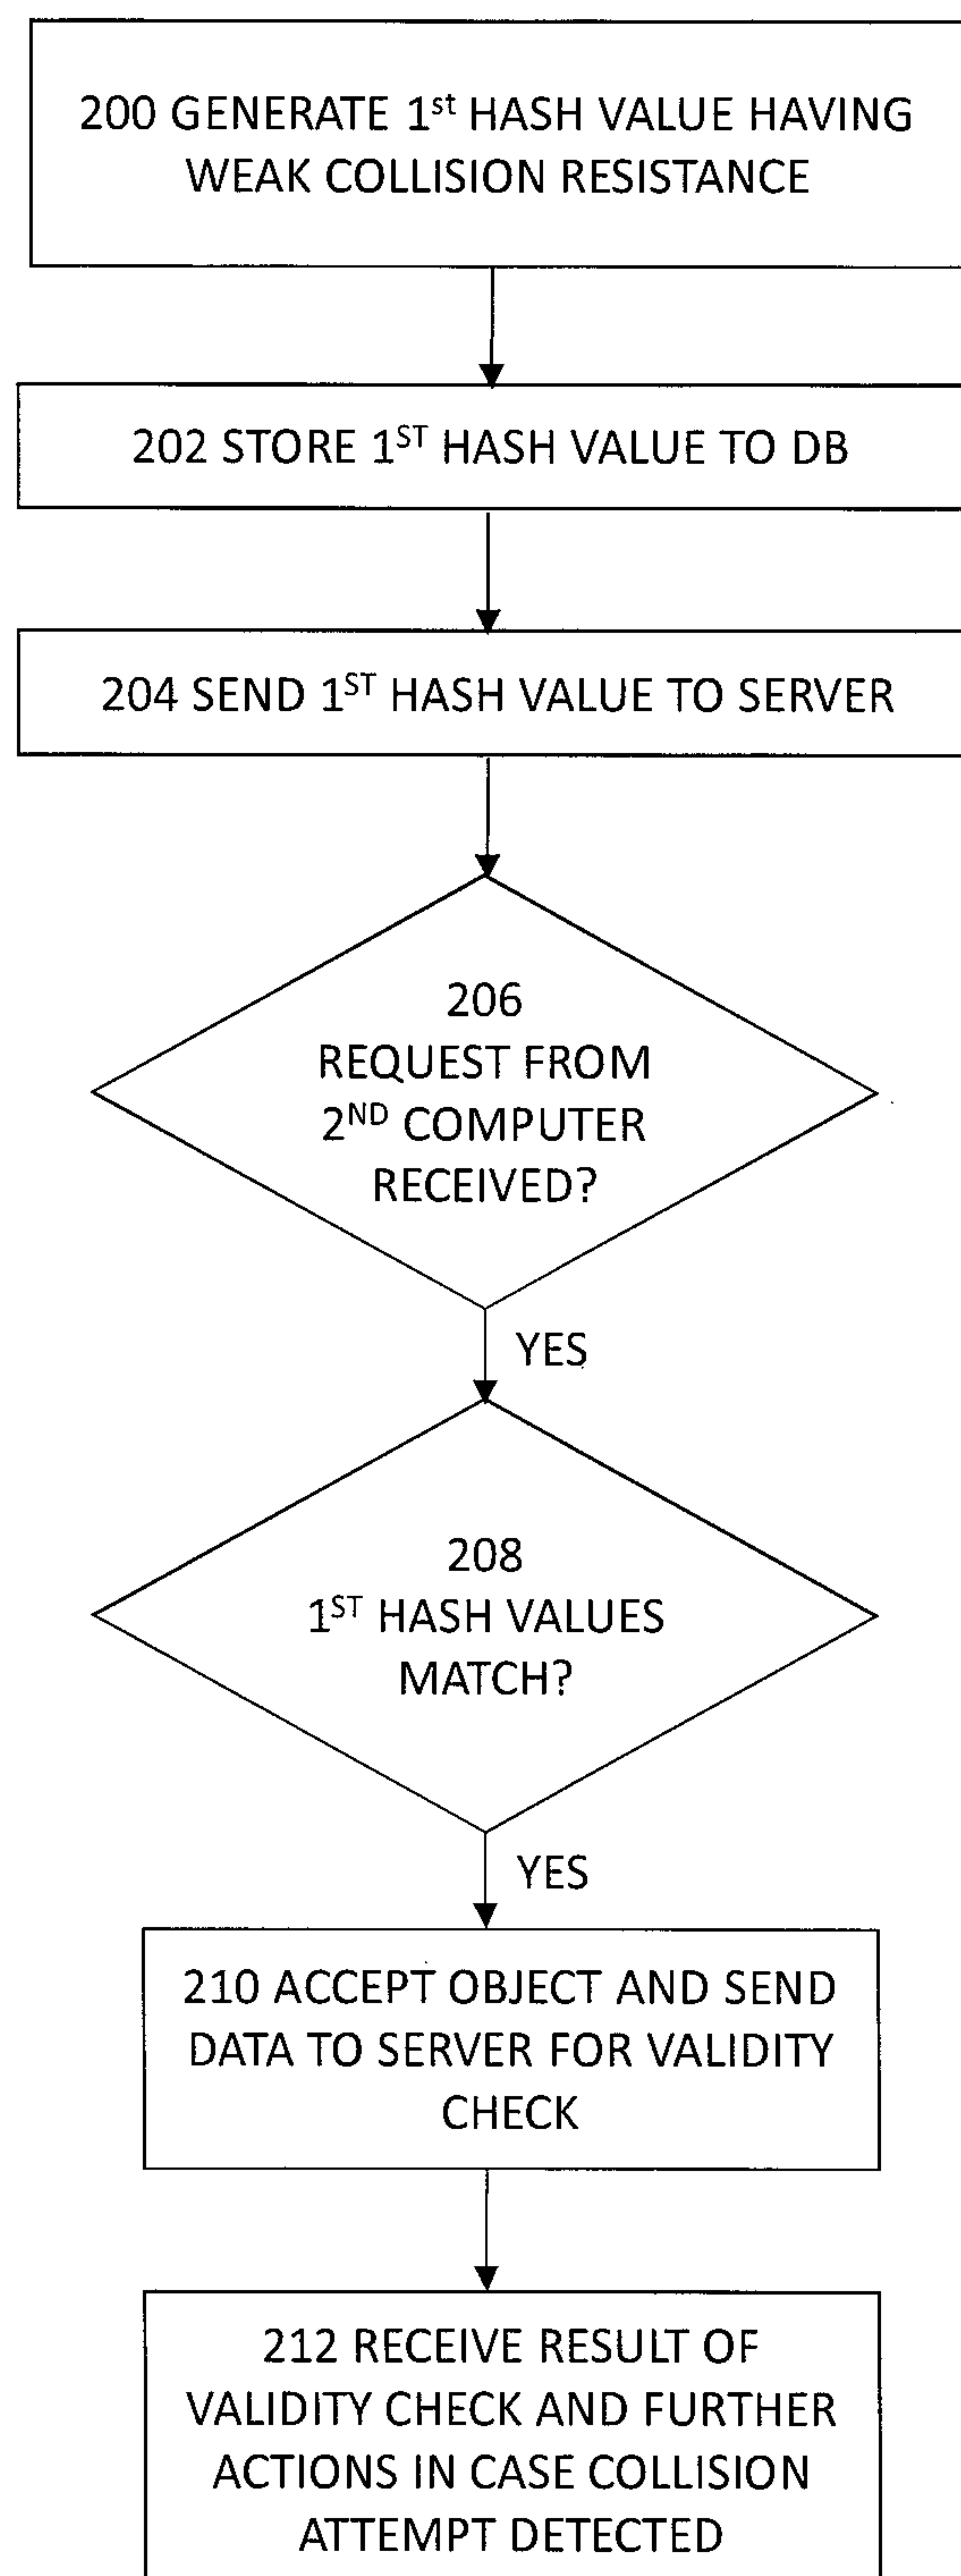 200 GENERATE 1st HASH VALUE HAVING
WEAK COLLISION RESISTANCE
202 STORE 1ST HASH VALUE TO DB
204 SEND 1ST HASH VALUE TO SERVER
206
REQUEST FROM
2ND COMPUTER
RECEIVED?
YES
208
1ST HASH VALUES
MATCH?
YES
210 ACCEPT OBJECT AND SEND
DATA TO SERVER FOR VALIDITY
CHECK
212 RECEIVE RESULT OF
VALIDITY CHECK AND FURTHER
ACTIONS IN CASE COLLISION
ATTEMPT DETECTED